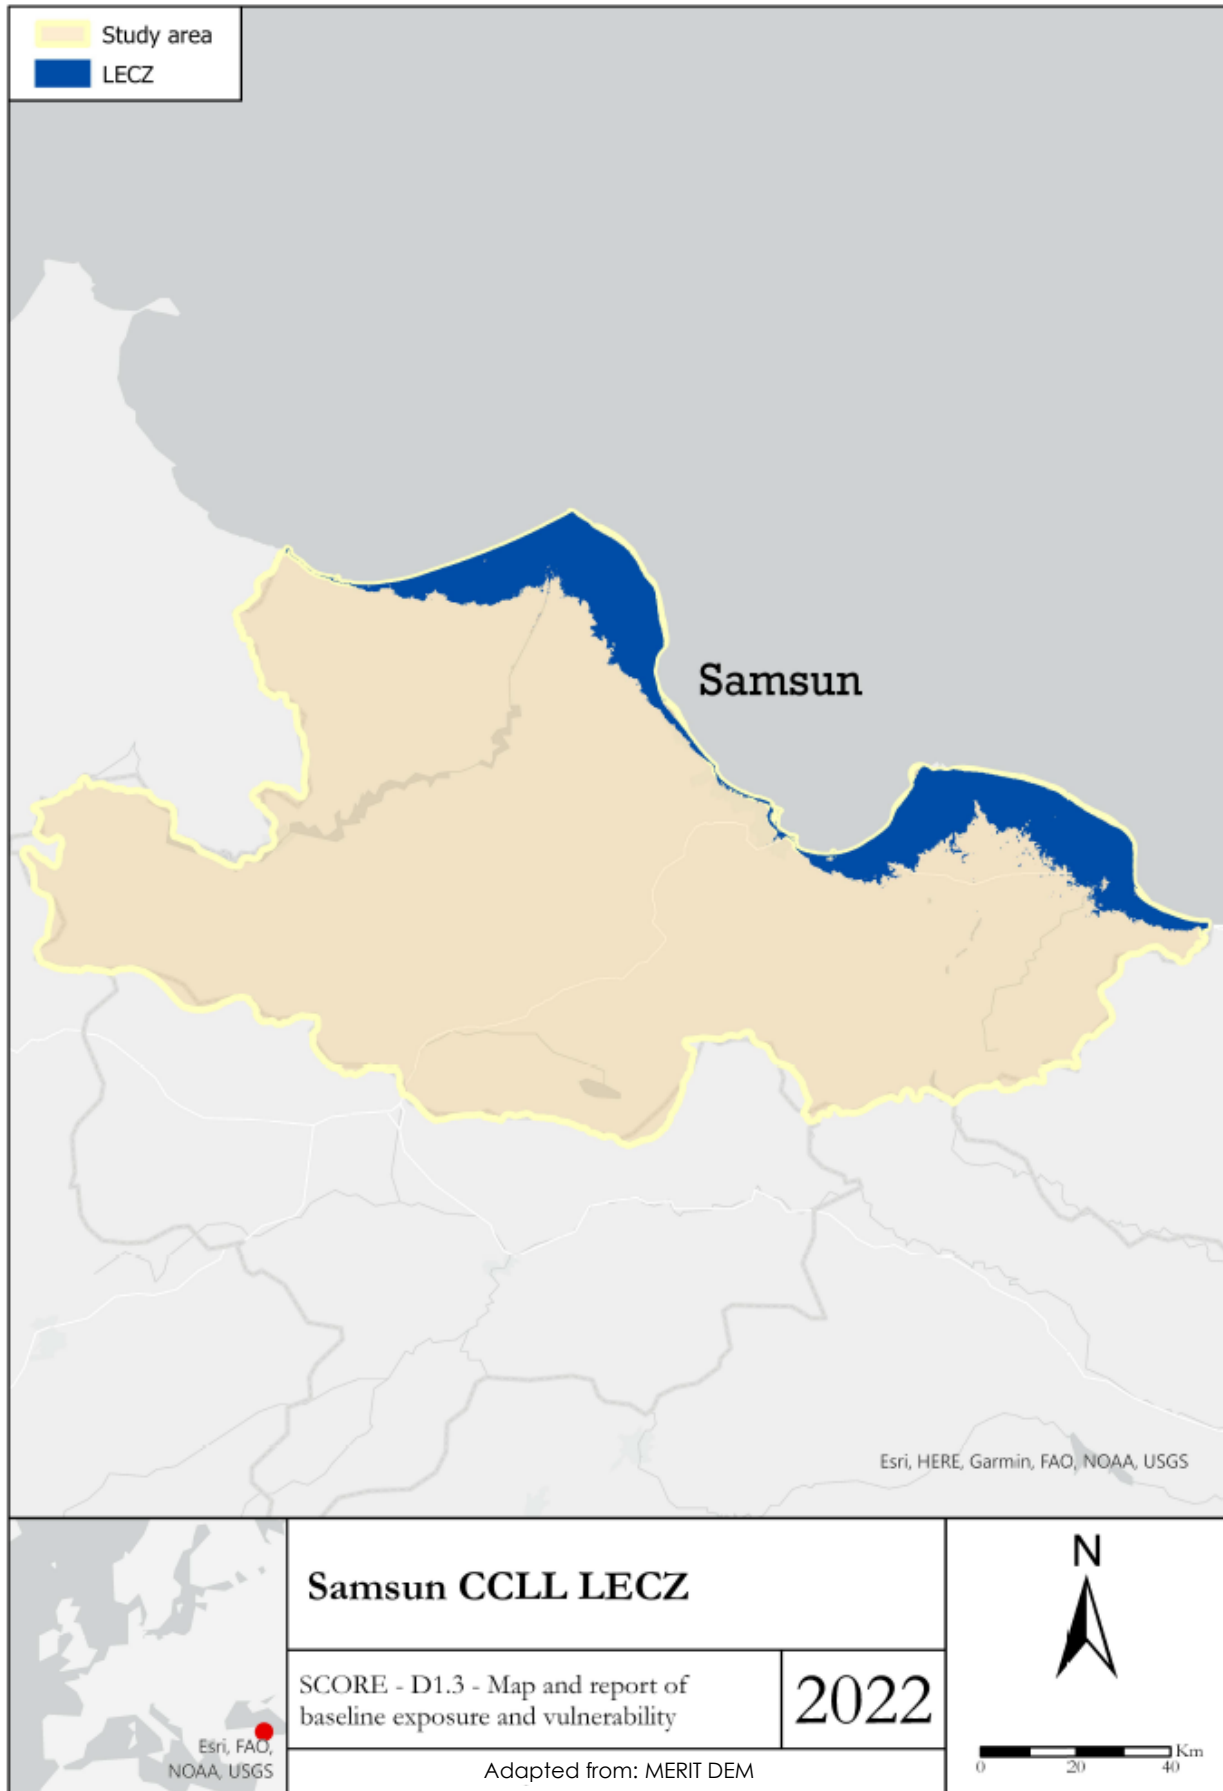 Study area
LECZ
Samsun
Esri, HERE, Garmin, FAO, NOAA, USGS
Esri, FAO,
NOAA, USGS
Samsun CCLL LECZ
SCORE - D1.3 - Map and report of
baseline exposure and vulnerability
2022
Adapted from: MERIT DEM
N
Km
0 20 40